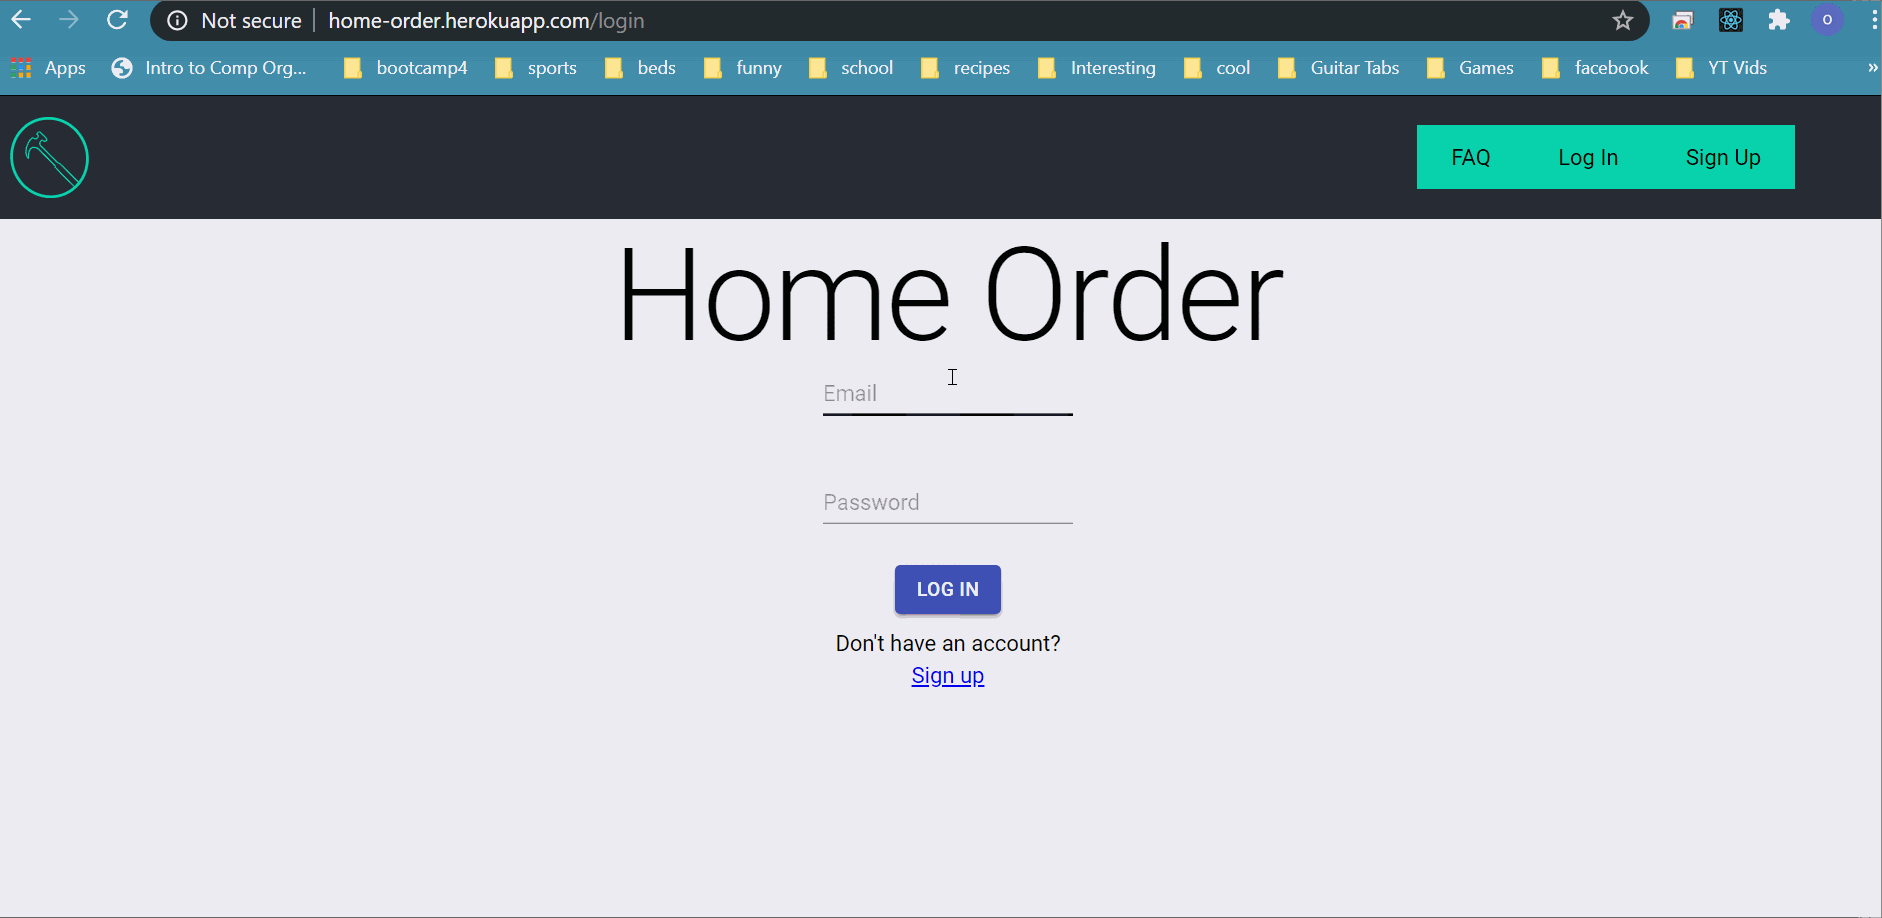 Not secure | home-order.herokuapp.com/login
O
Apps Intro to Comp Org... bootcamp4 sports beds funny school recipes Interesting cool Guitar Tabs Games facebook YT Vids »
FAQ Log In Sign Up
Home Order
Email
Password
LOG IN
Don't have an account?
Sign up